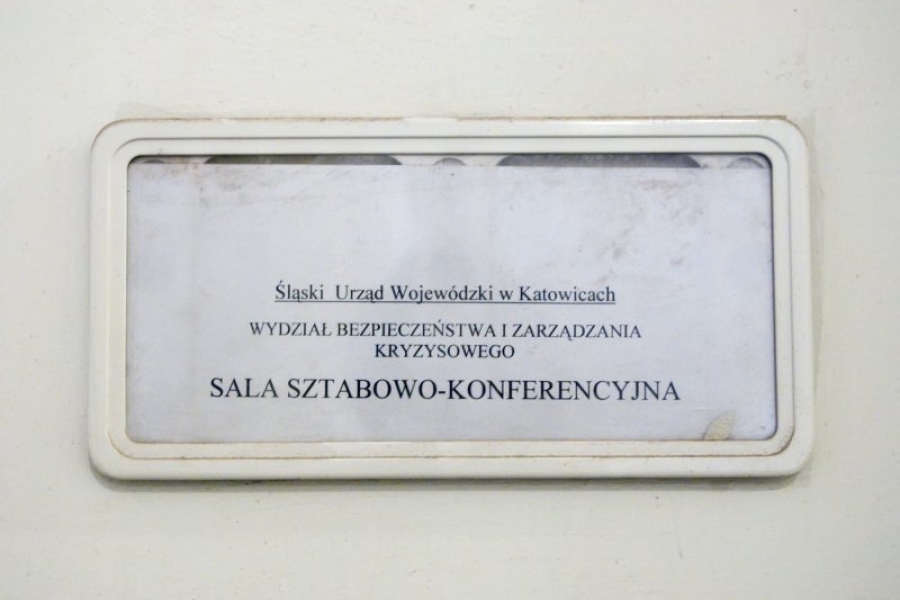 Śląski Urząd Wojewódzki w Katowicach
WYDZIAŁ BEZPIECZEŃSTWA I ZARZĄDZANIA
KRYZYSOWEGO
SALA SZTABOWO-KONFERENCYJNA